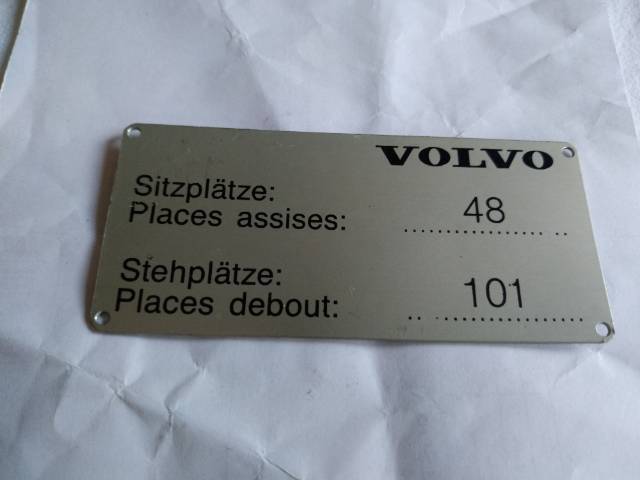 VOLVO
Sitzplätze:
Places assises: 48
Stehplätze:
Places debout: 101